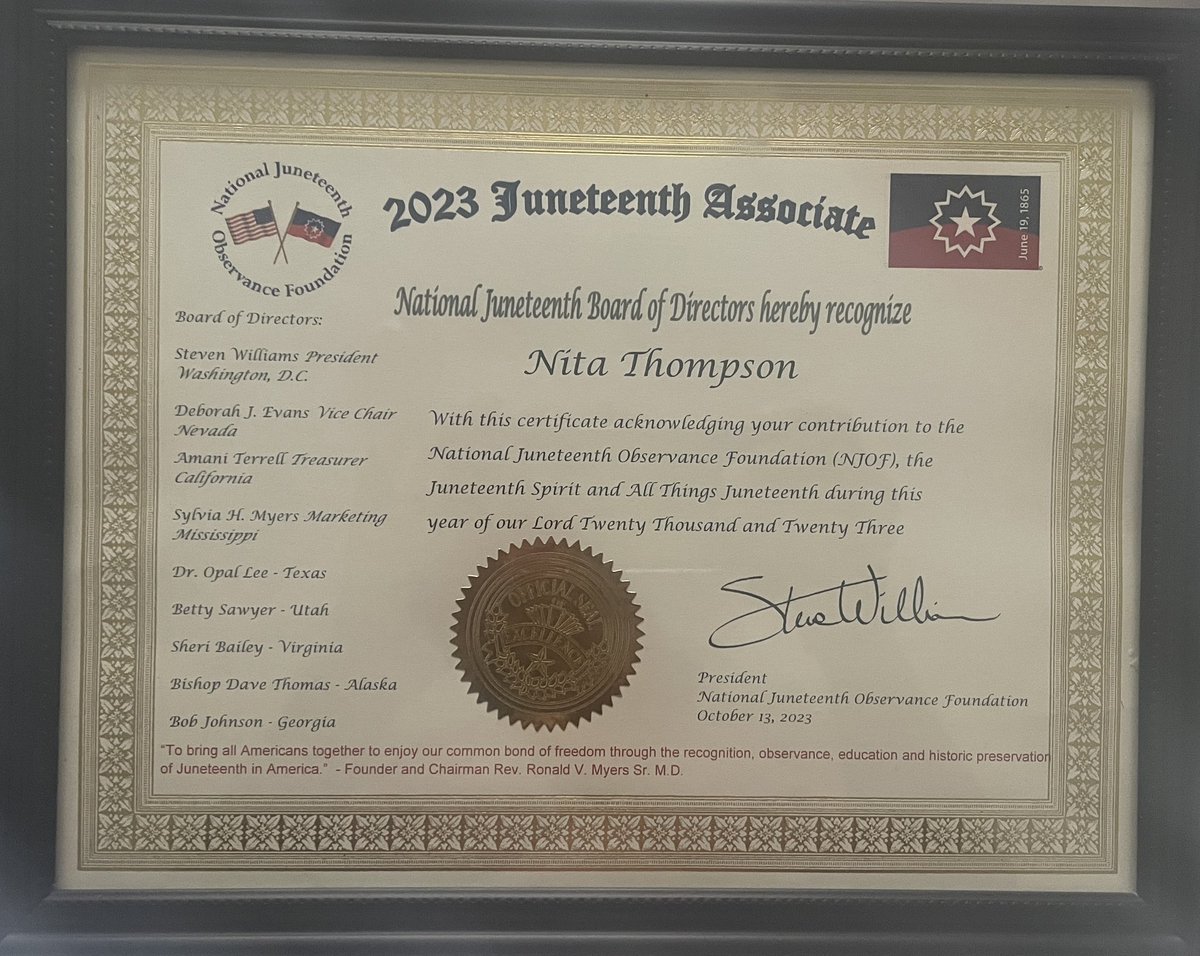 National Juneteenth
Observance Foundation
2023 Juneteenth Associate
June 19, 1865
National Juneteenth Board of Directors hereby recognize
Nita Thompson
With this certificate acknowledging your contribution to the
National Juneteenth Observance Foundation (NJOF), the
Juneteenth Spirit and All Things Juneteenth during this
year of our Lord Twenty Thousand and Twenty Three
Board of Directors:
Steven Williams President
Washington, D.C.
Deborah J. Evans Vice Chair
Nevada
Amani Terrell Treasurer
California
Sylvia H. Myers Marketing
Mississippi
Dr. Opal Lee - Texas
Betty Sawyer - Utah
Sheri Bailey - Virginia
Bishop Dave Thomas - Alaska
Bob Johnson - Georgia
OFFICIAL SEAL
EXCELLENCE
Steve William
President
National Juneteenth Observance Foundation
October 13, 2023
"To bring all Americans together to enjoy our common bond of freedom through the recognition, observance, education and historic preservation
of Juneteenth in America." - Founder and Chairman Rev. Ronald V. Myers Sr. M.D.